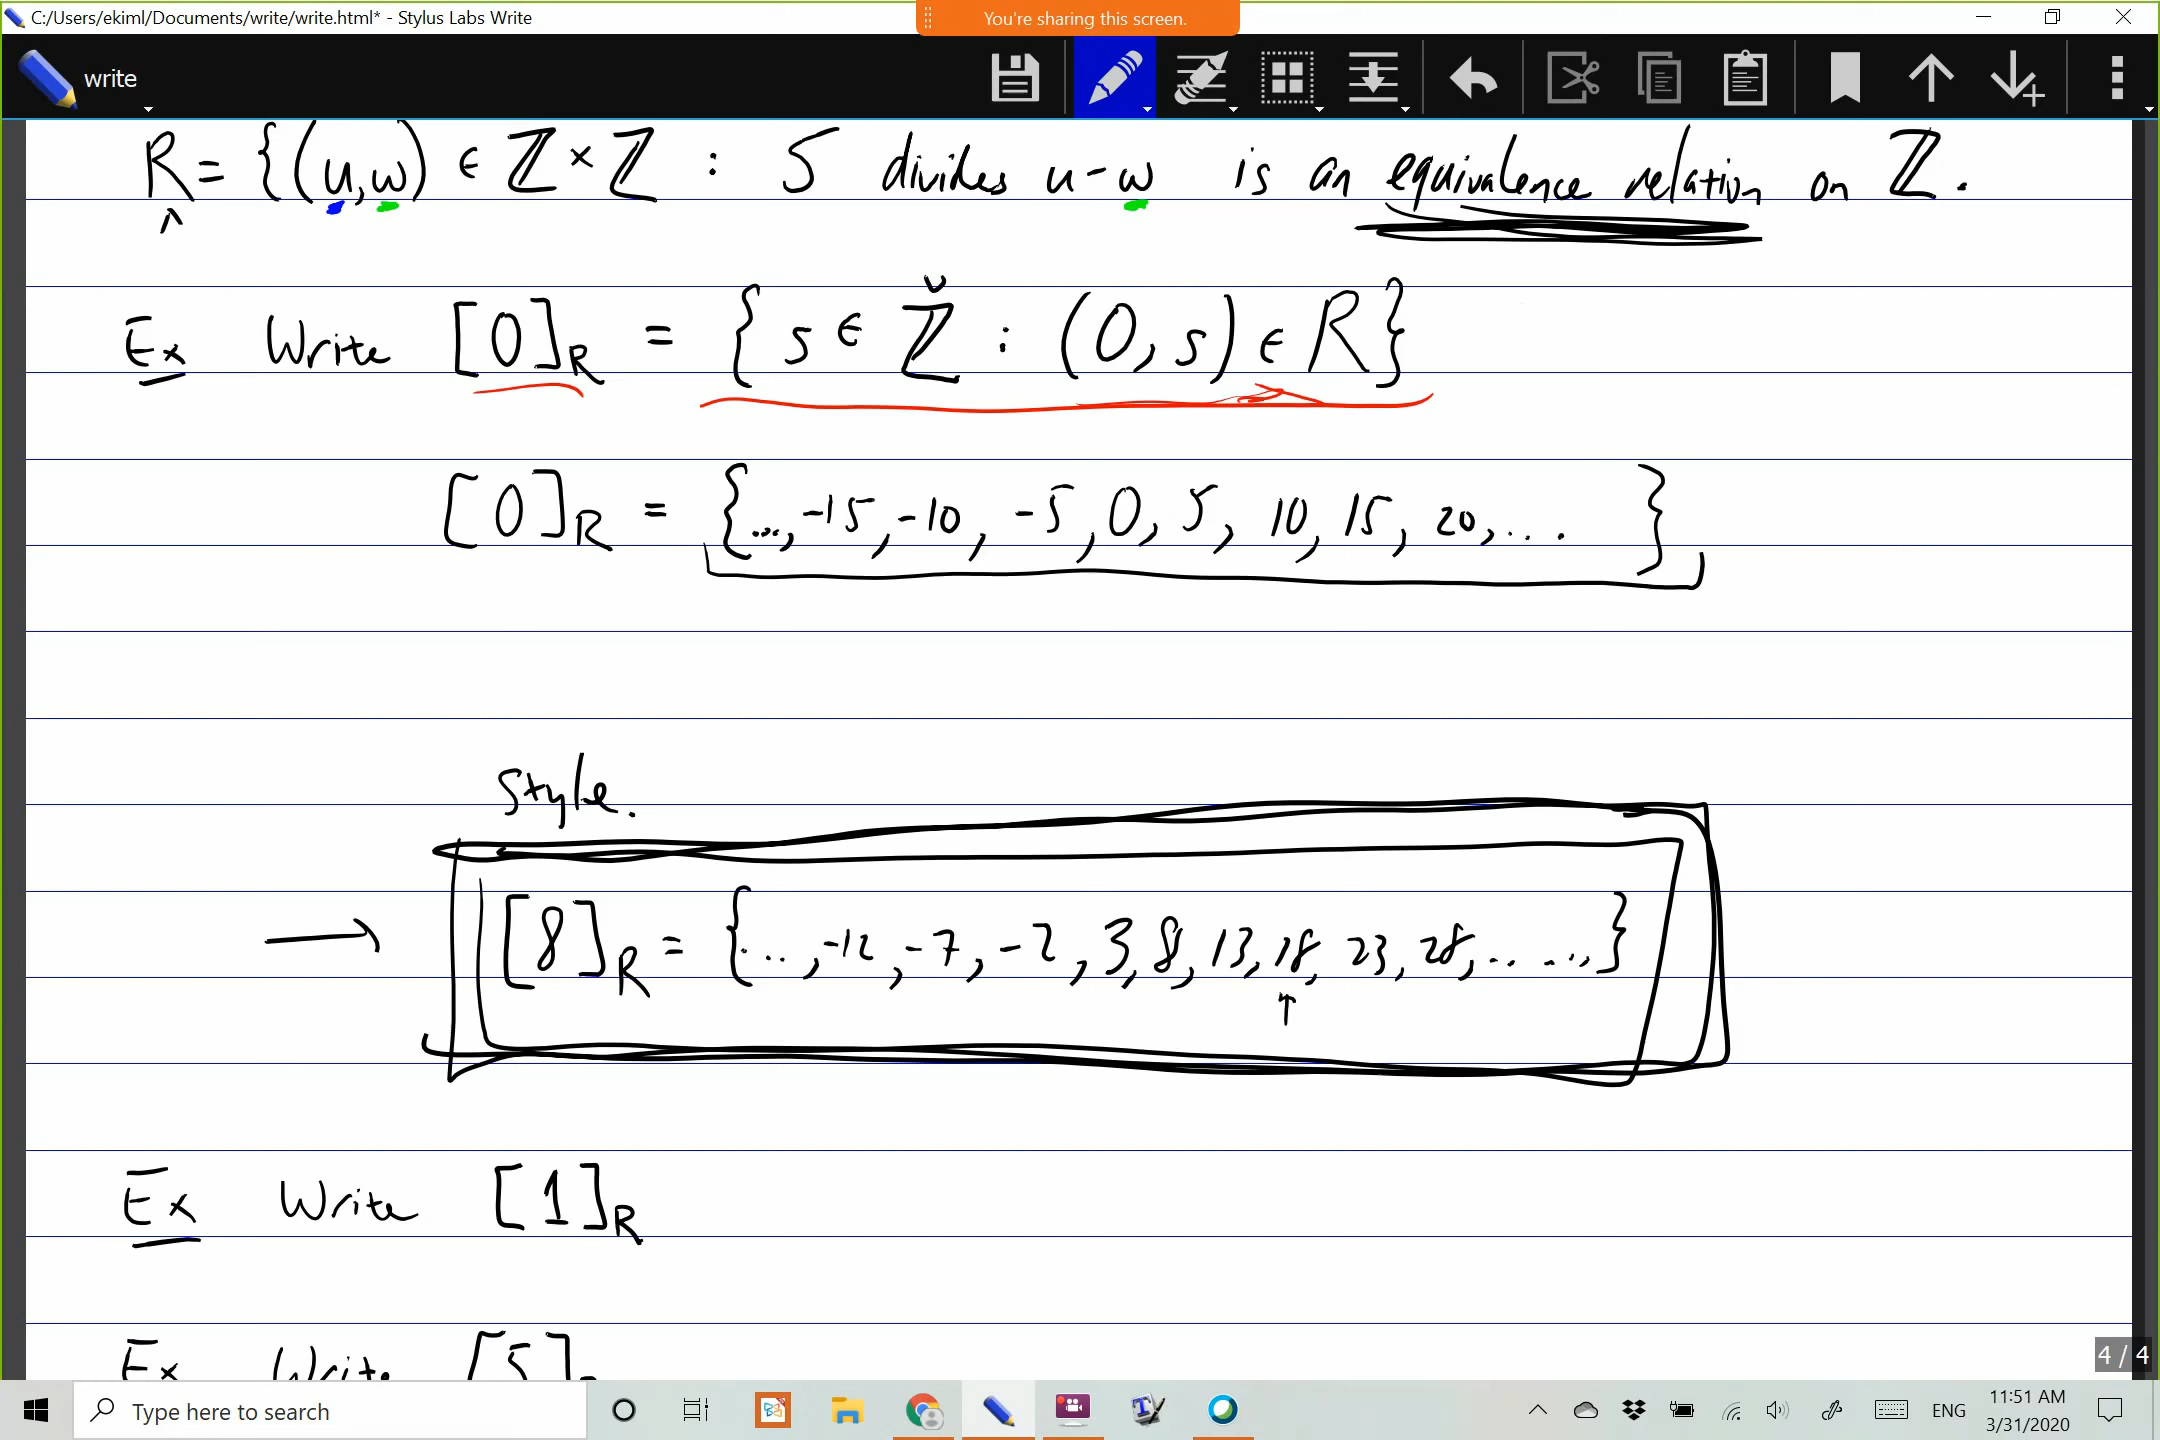 C:/Users/ekiml/Documents/write/write.html* - Stylus Labs Write
You're sharing this screen.
write
R = {(u,w) ∈ ℤ×ℤ : 5 divides u-w is an equivalence relation on ℤ.
Ex Write [0]_R = {s ∈ ℤ : (0,s) ∈ R}
[0]_R = {..., -15, -10, -5, 0, 5, 10, 15, 20, ... }
Style.
→ [8]_R = {..., -12, -7, -2, 3, 8, 13, 18, 23, 28, .. ...}
↑
Ex Write [1]_R
Ex Write [5]
4 / 4
Type here to search
ENG
11:51 AM
3/31/2020